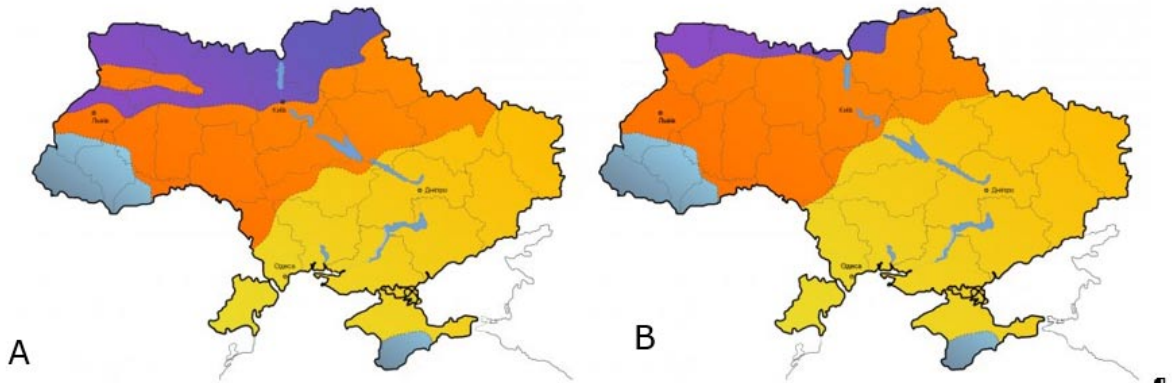 Київ
Львів
Дніпро
Одеса
A
Київ
Львів
Дніпро
Одеса
B